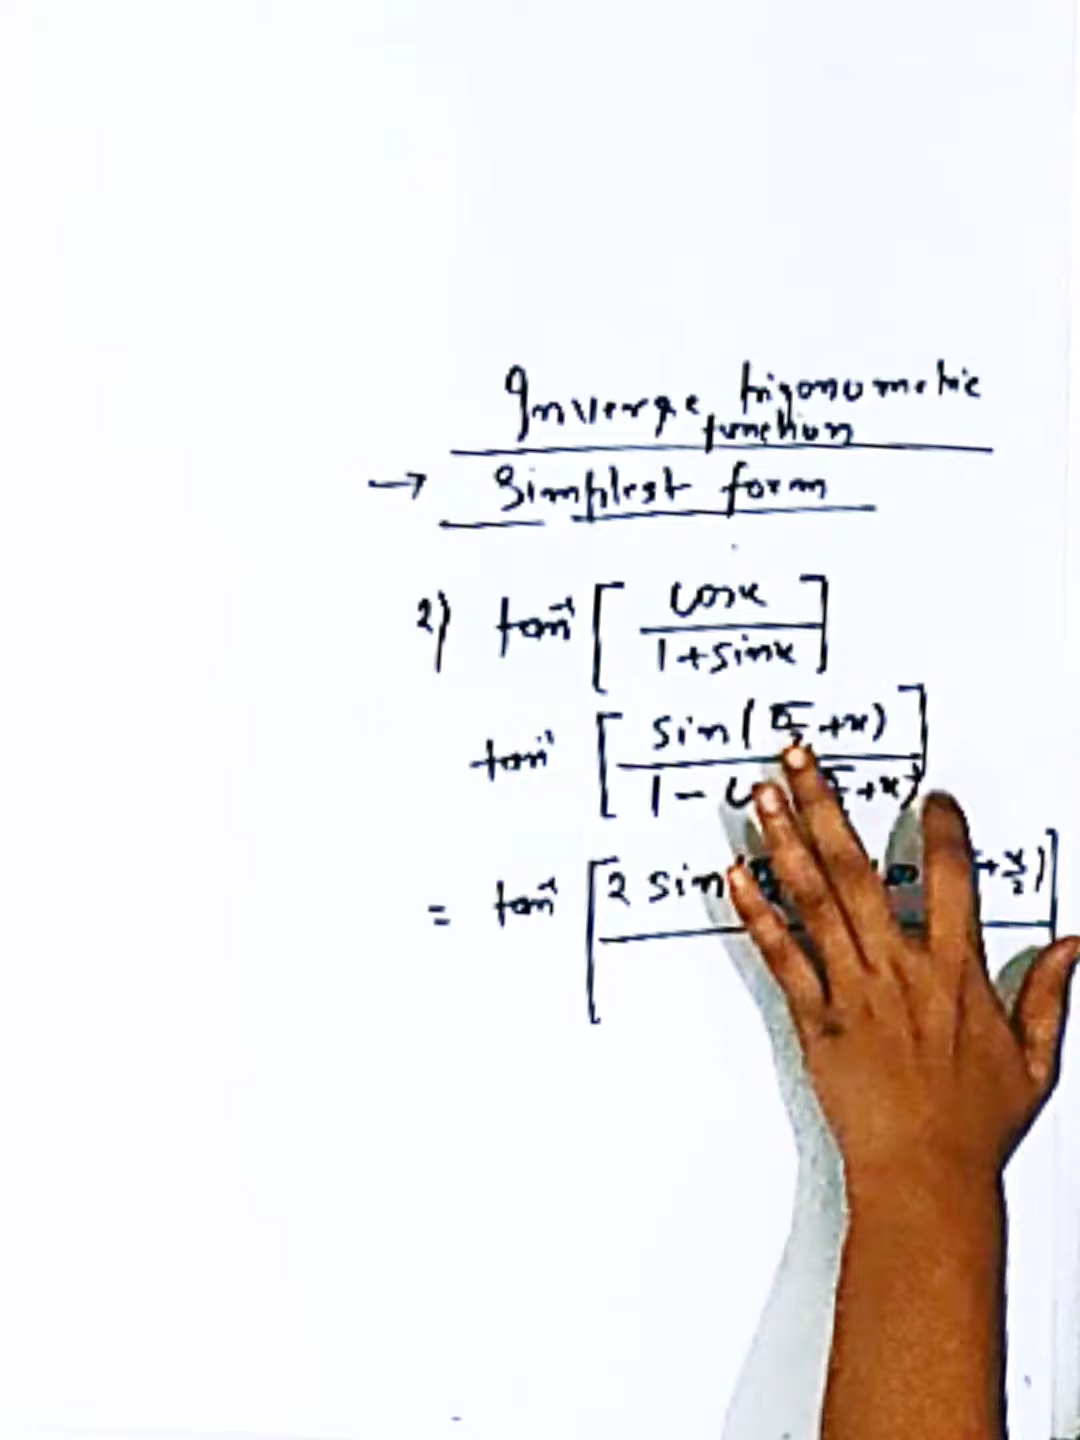 Inverse trigonometric
function
→ Simplest form
2) tan⁻¹ [ cosx / 1+sinx ]
tan⁻¹ [ sin(π/2+x) / 1-
= tan⁻¹ [ 2 sin